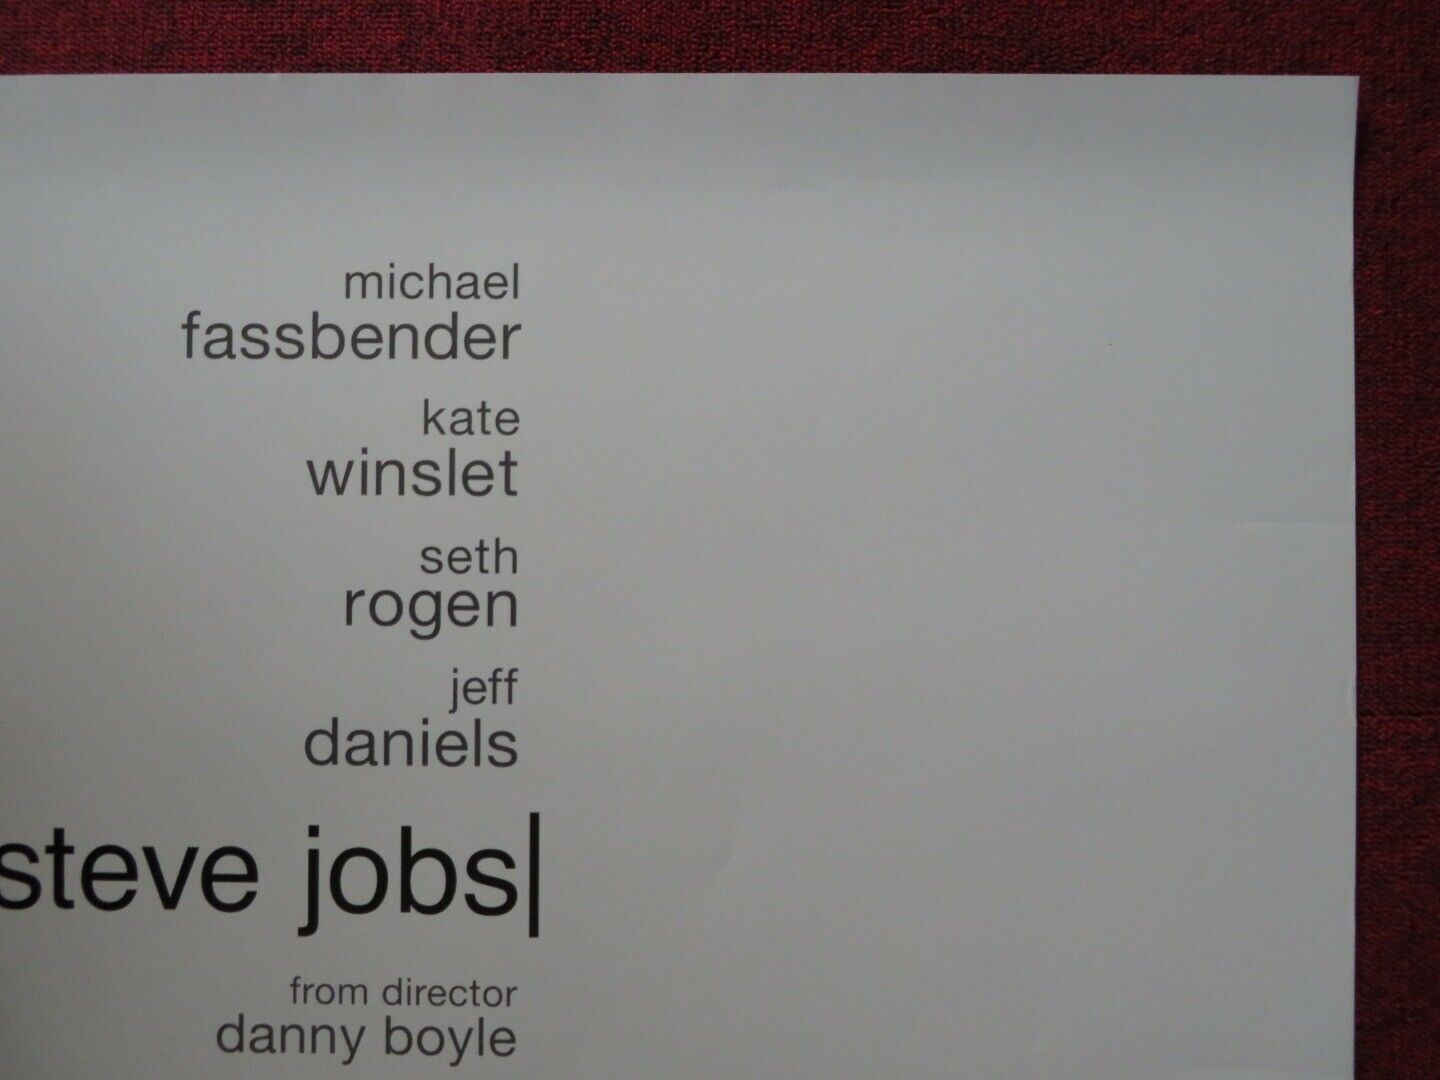 michael
fassbender
kate
winslet
seth
rogen
jeff
daniels
steve jobs|
from director
danny boyle